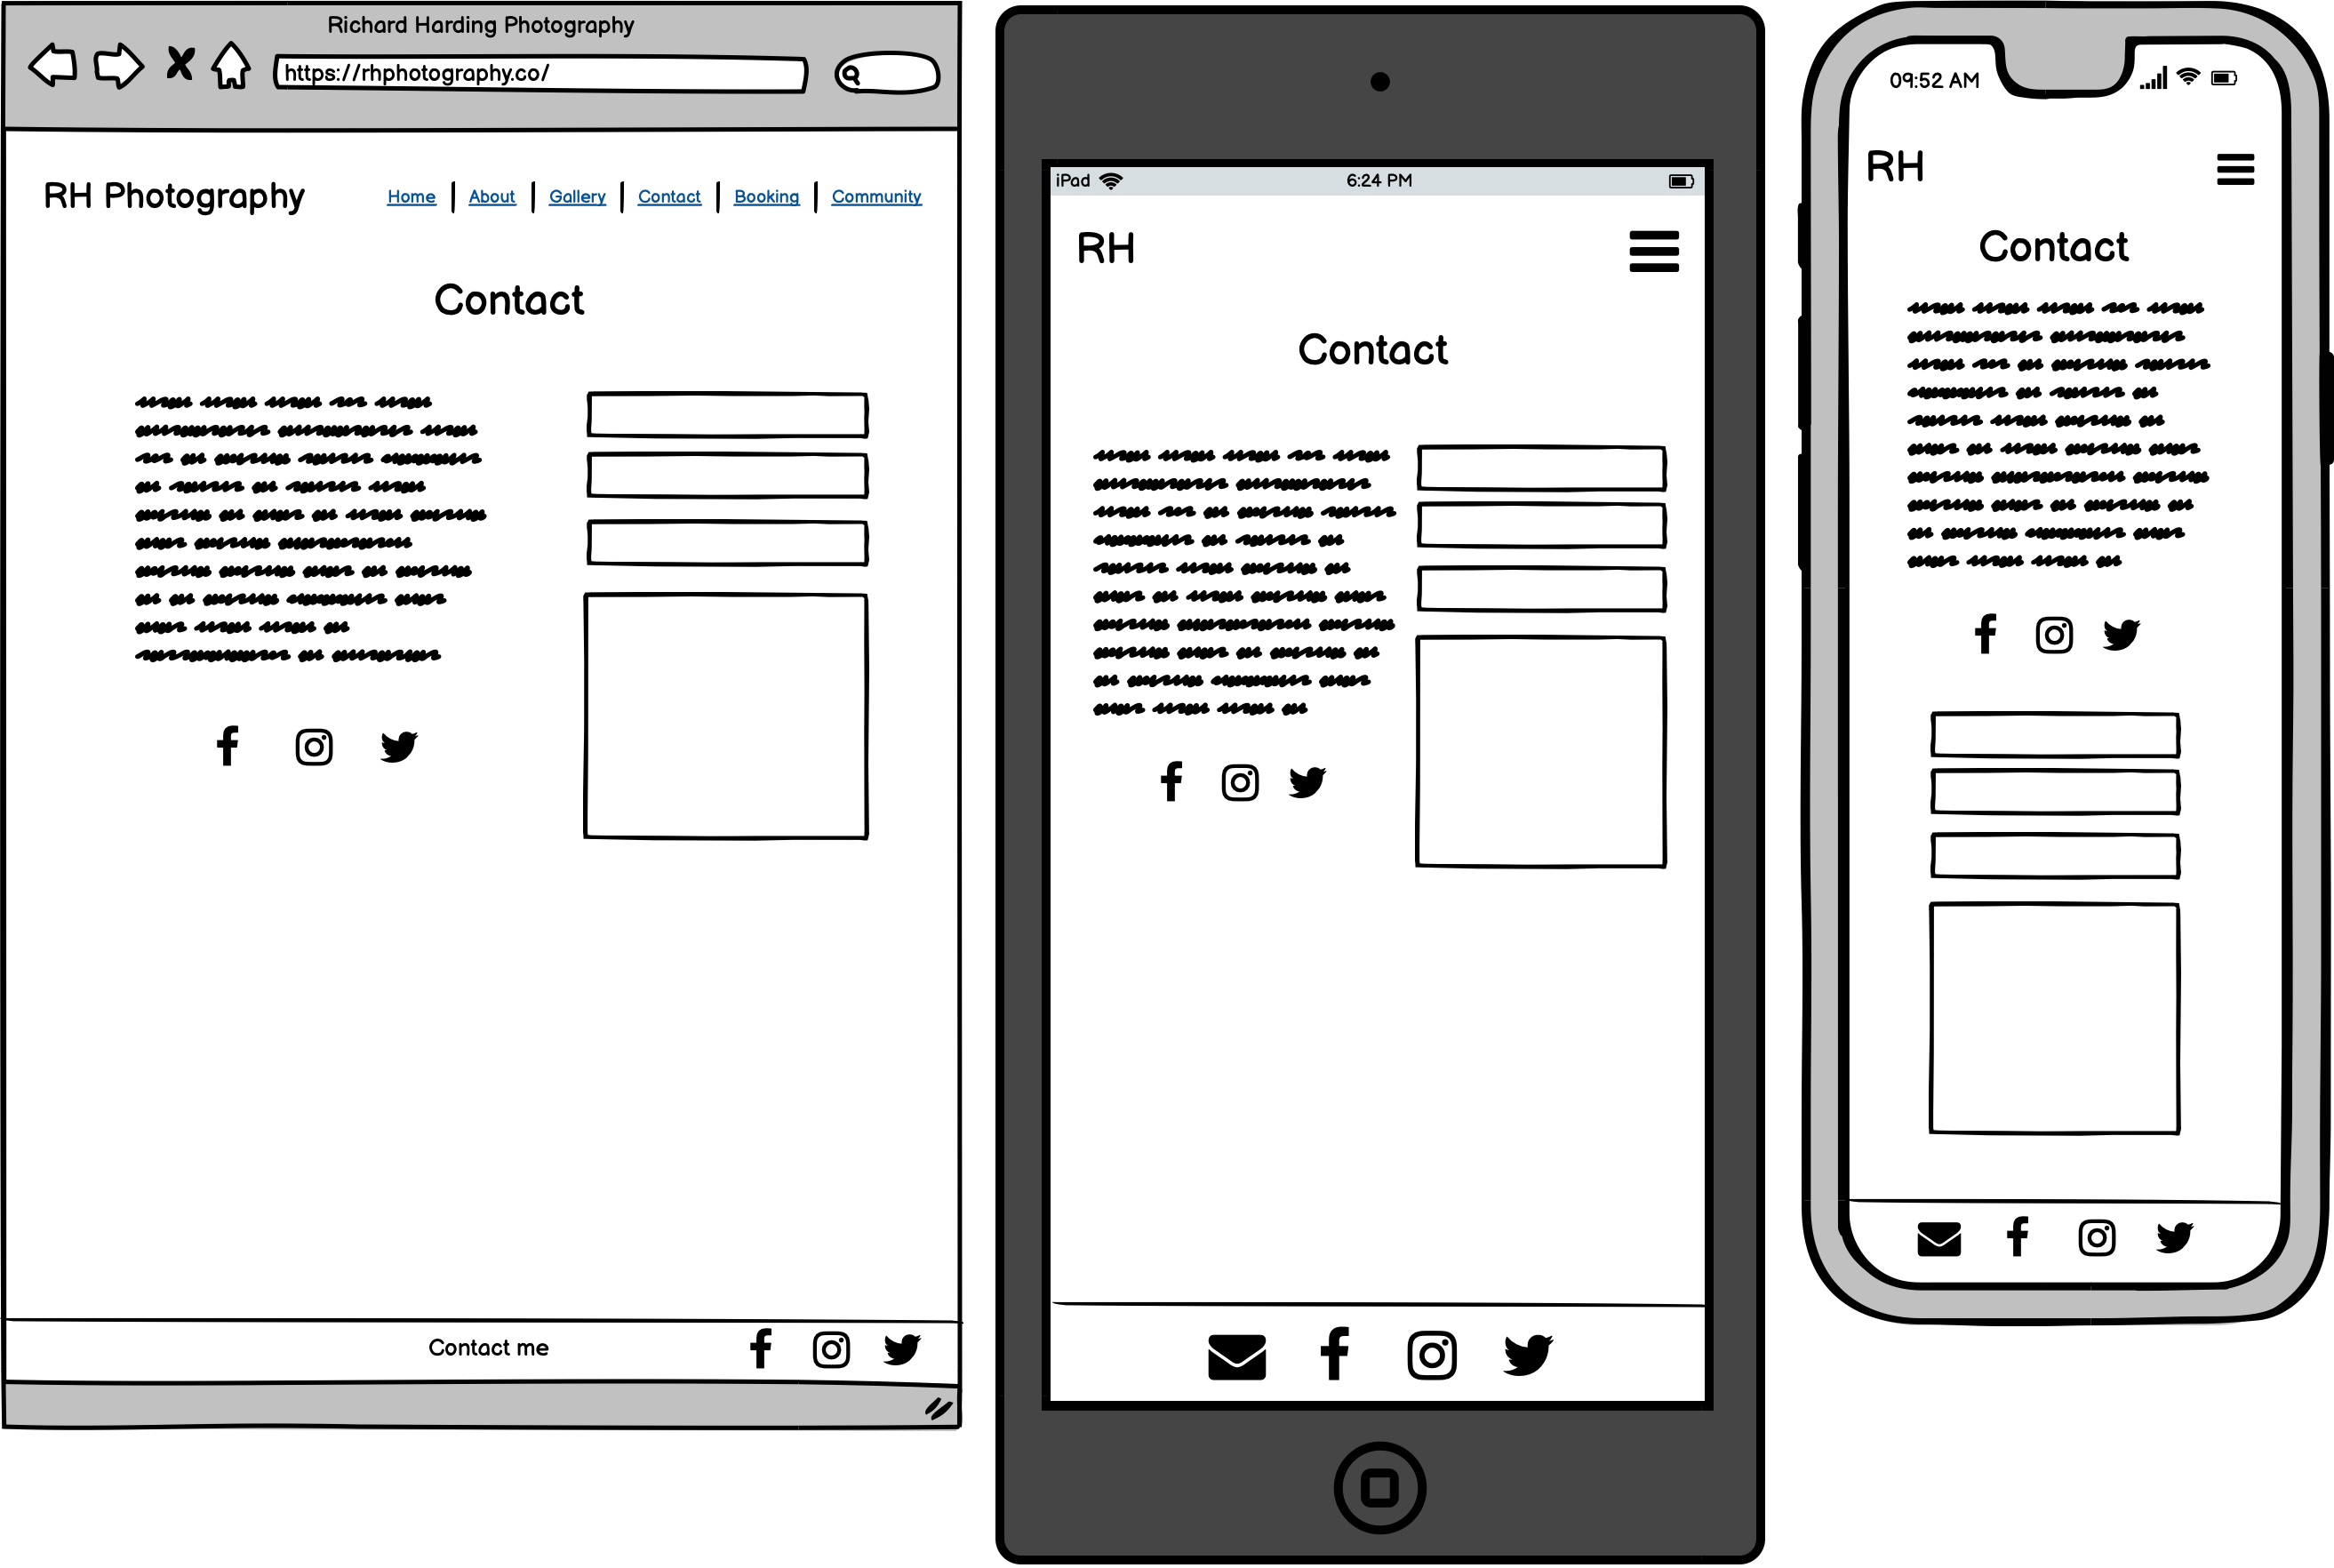 Richard Harding Photography
https://rhphotography.co/
RH Photography
Home About Gallery Contact Booking Community
Contact
Contact me
iPad 6:24 PM
RH
Contact
09:52 AM
RH
Contact